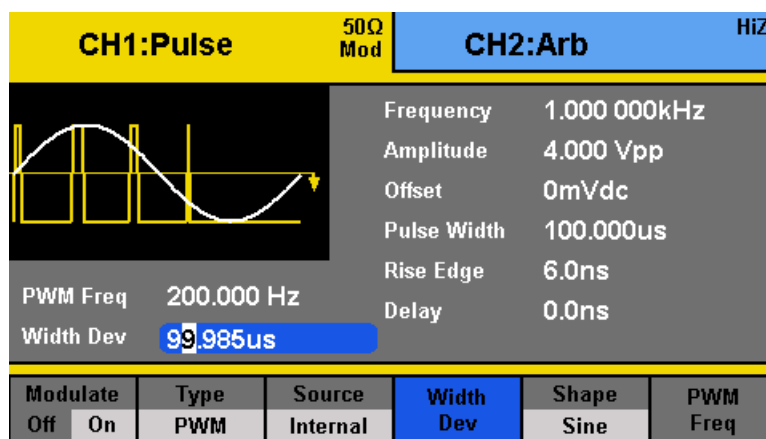 CH1:Pulse
50Ω
Mod
CH2:Arb
HiZ
Frequency 1.000 000kHz
Amplitude 4.000 Vpp
Offset 0mVdc
Pulse Width 100.000us
Rise Edge 6.0ns
Delay 0.0ns
PWM Freq 200.000 Hz
Width Dev 99.985us
Modulate Type Source Width Shape PWM
Off On PWM Internal Dev Sine Freq